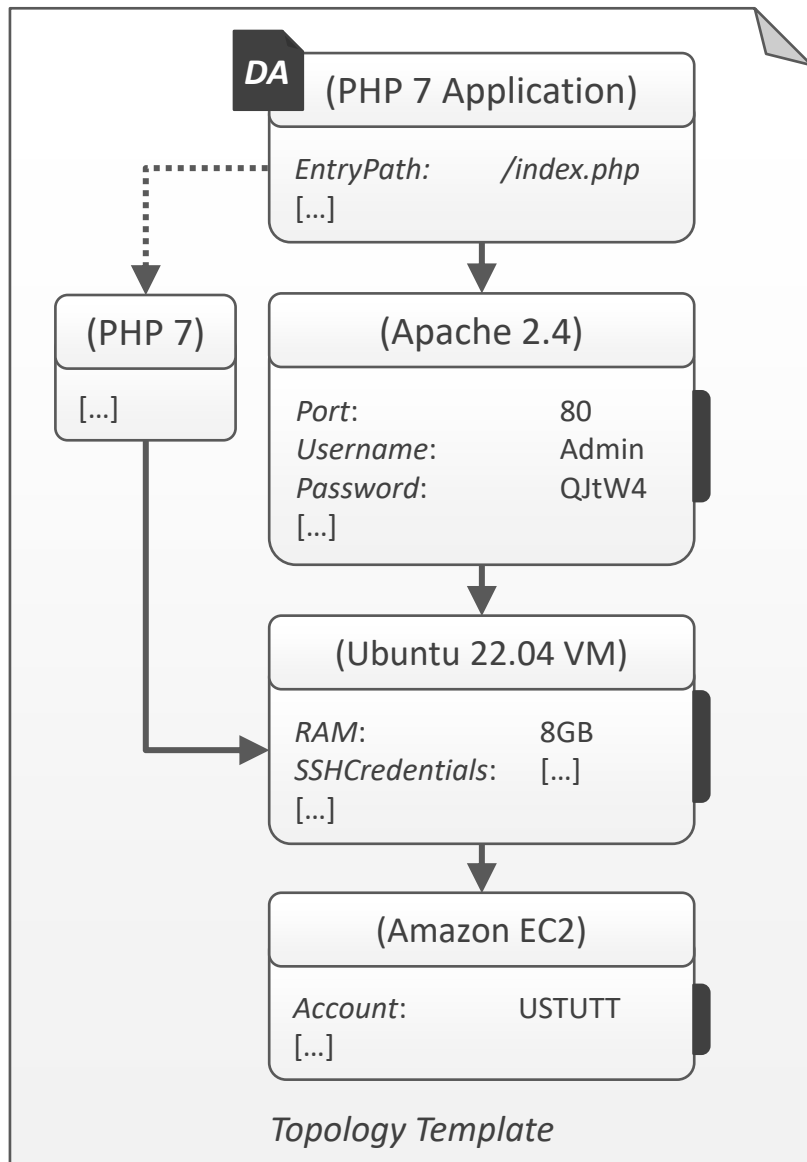 DA
(PHP 7 Application)
EntryPath: /index.php
[...]
(PHP 7)
[...]
(Apache 2.4)
Port: 80
Username: Admin
Password: QJtW4
[...]
(Ubuntu 22.04 VM)
RAM: 8GB
SSHCredentials: [...]
[...]
(Amazon EC2)
Account: USTUTT
[...]
Topology Template